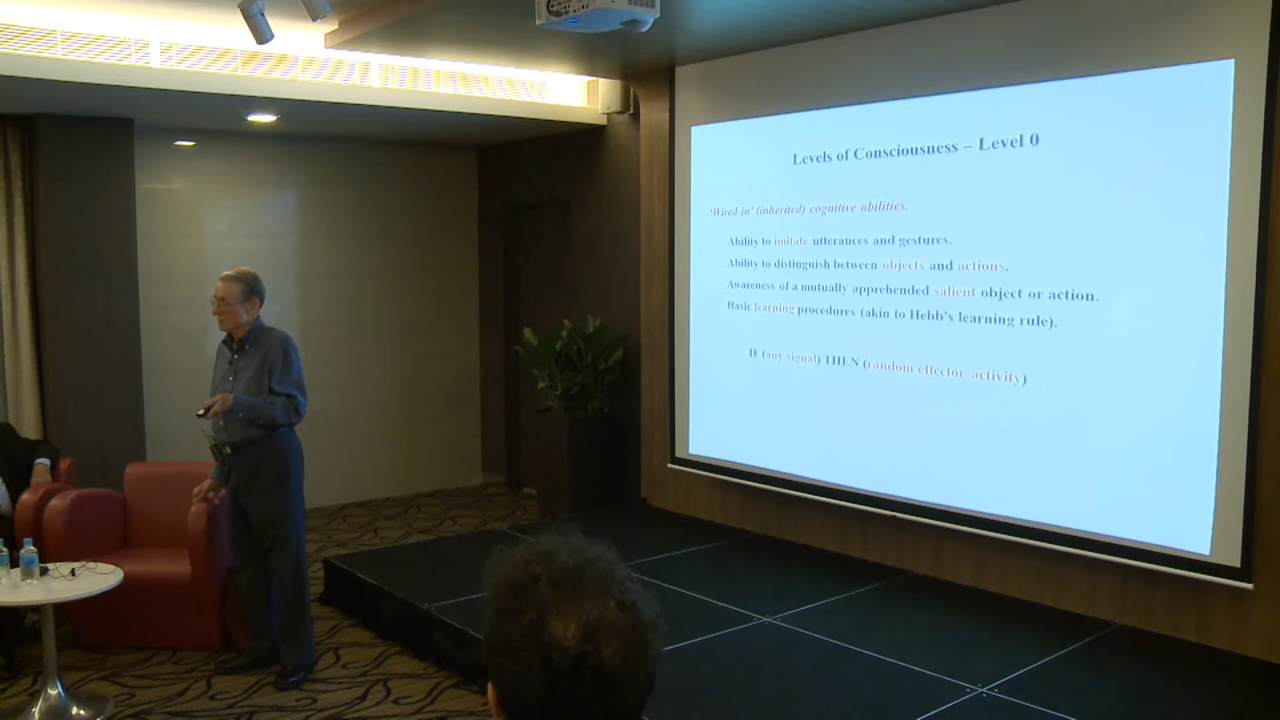 Levels of Consciousness – Level 0
'Wired-in' (inherited) cognitive abilities.
Ability to imitate utterances and gestures.
Ability to distinguish between objects and actions.
Awareness of a mutually apprehended salient object or action.
Basic learning procedures (akin to Hebb's learning rule).
IF (any signal) THEN (random effector activity)